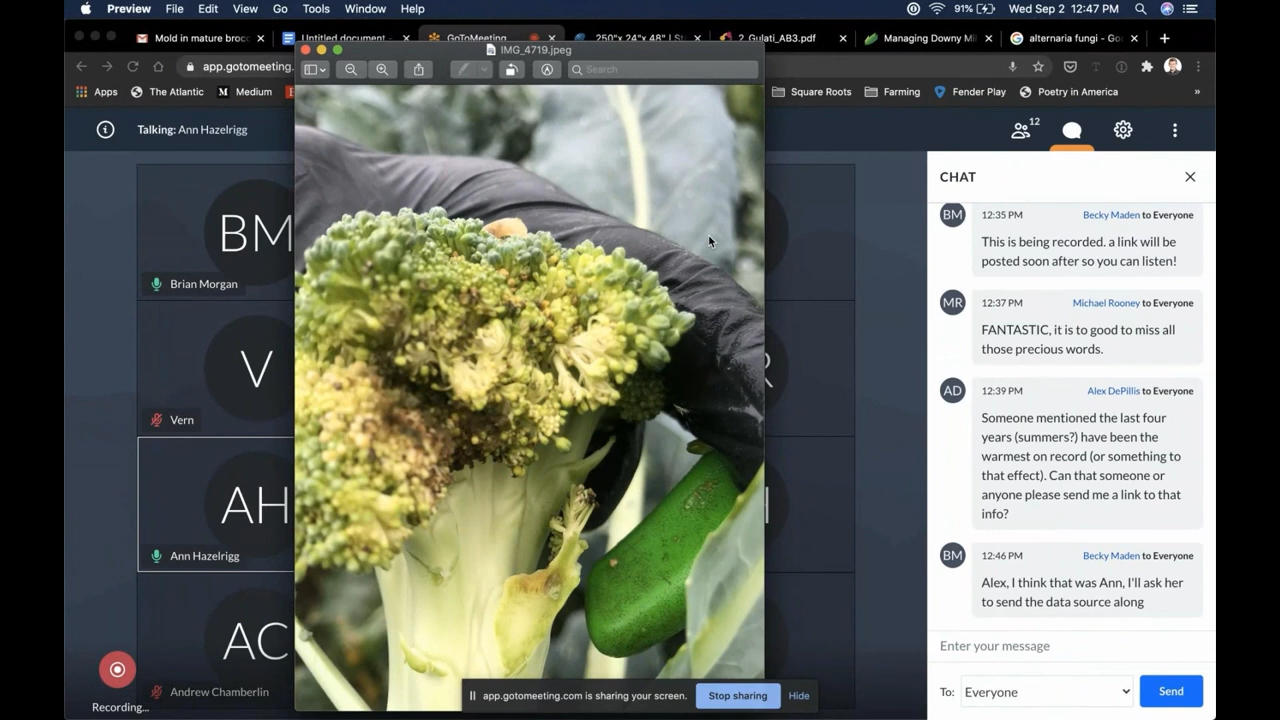 Preview File Edit View Go Tools Window Help 91% Wed Sep 2 12:47 PM
Mold in mature broc Untitled document - GoToMeeting 250"x 24"x 48" | St 2_Gulati_AB3.pdf Managing Downy Mi alternaria fungi - Go
IMG_4719.jpeg
app.gotomeeting.
Search
Apps The Atlantic Medium Square Roots Farming Fender Play Poetry in America »
Talking: Ann Hazelrigg
12
CHAT
BM
Brian Morgan
V
Vern
AH
Ann Hazelrigg
AC
Andrew Chamberlin
Recording...
BM 12:35 PM Becky Maden to Everyone
This is being recorded. a link will be
posted soon after so you can listen!
MR 12:37 PM Michael Rooney to Everyone
FANTASTIC, it is to good to miss all
those precious words.
AD 12:39 PM Alex DePillis to Everyone
Someone mentioned the last four
years (summers?) have been the
warmest on record (or something to
that effect). Can that someone or
anyone please send me a link to that
info?
BM 12:46 PM Becky Maden to Everyone
Alex, I think that was Ann, I'll ask her
to send the data source along
Enter your message
To: Everyone Send
app.gotomeeting.com is sharing your screen. Stop sharing Hide